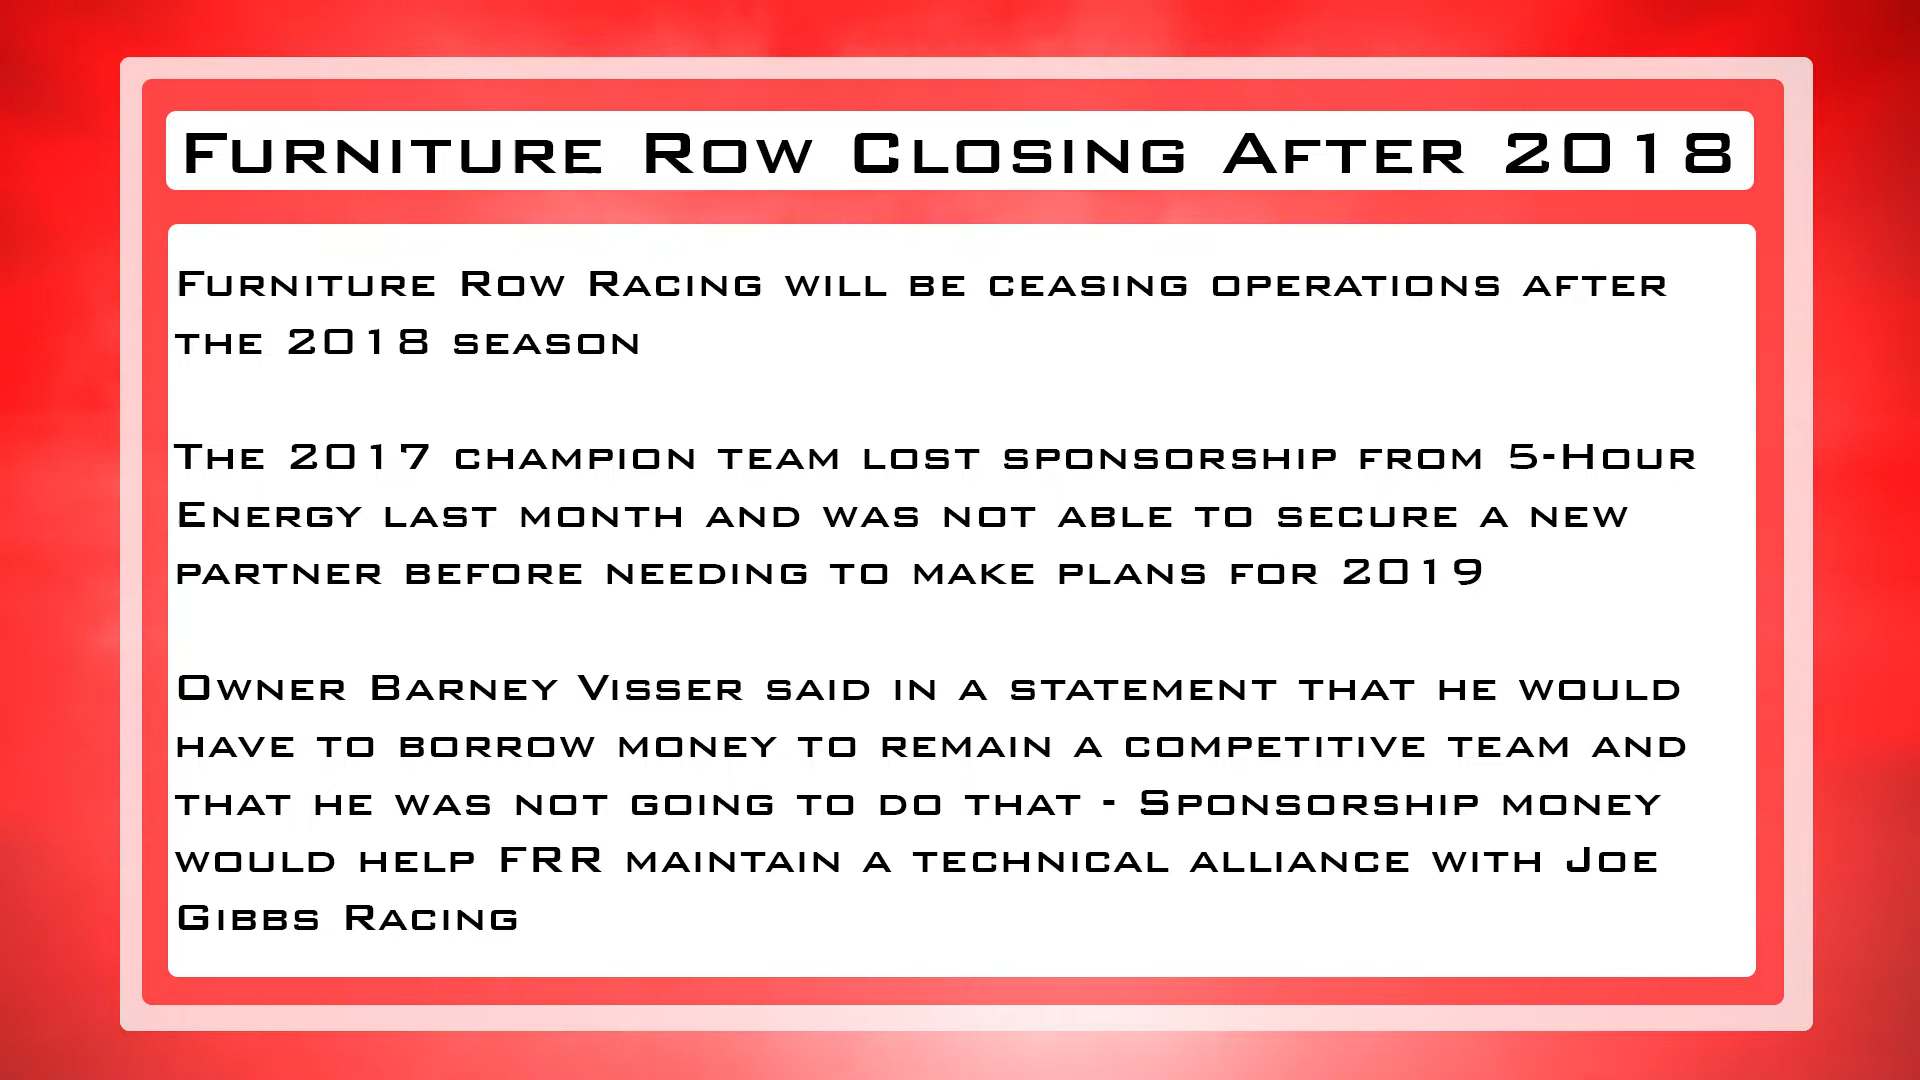 Furniture Row Closing After 2018
Furniture Row Racing will be ceasing operations after
the 2018 season
The 2017 champion team lost sponsorship from 5-Hour
Energy last month and was not able to secure a new
partner before needing to make plans for 2019
Owner Barney Visser said in a statement that he would
have to borrow money to remain a competitive team and
that he was not going to do that - Sponsorship money
would help FRR maintain a technical alliance with Joe
Gibbs Racing